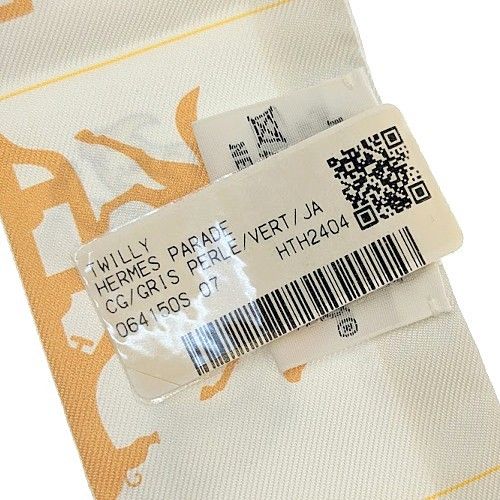 TWILLY
HERMES PARADE
CG/GRIS PERLE/VERT/JA
064150S 07 HTH2404